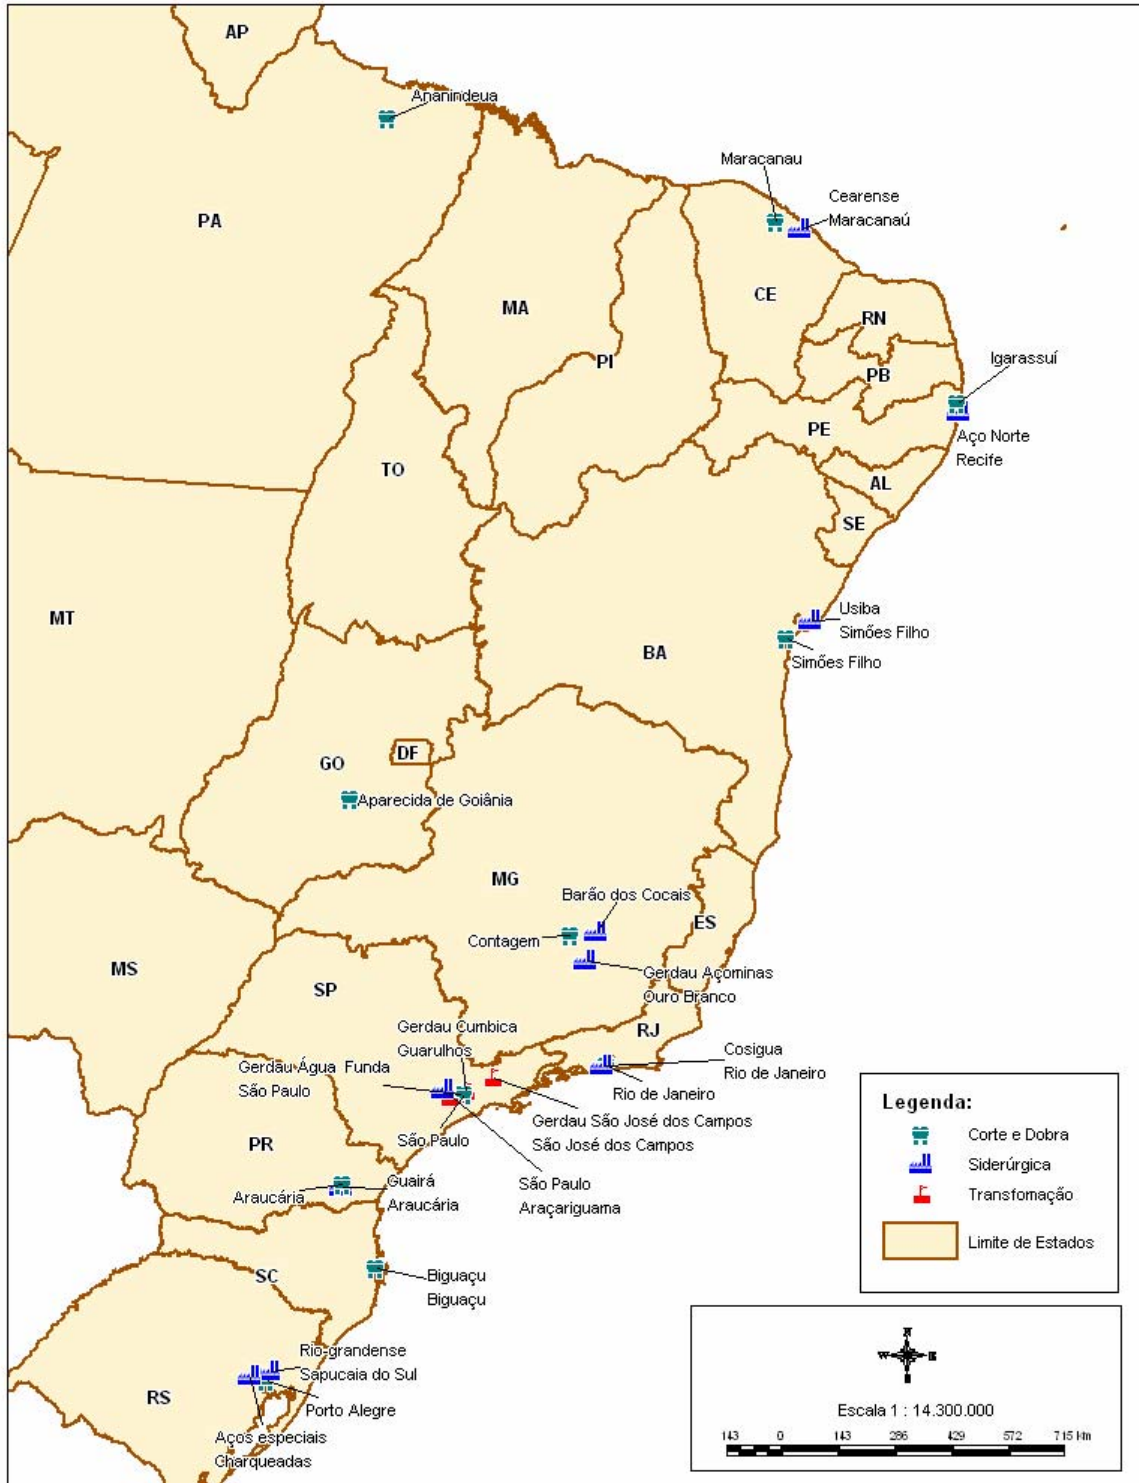 AP
Ananindeua
Maracanau
Cearense
Maracanaú
PA
MA
CE
RN
PI
PB
Igarassuí
PE
Aço Norte
Recife
TO
AL
SE
MT
Usiba
Simões Filho
BA
Simões Filho
DF
GO
Aparecida de Goiânia
MG
Barão dos Cocais
ES
Contagem
MS
Gerdau Açominas
Ouro Branco
SP
Gerdau Cumbica
Guarulhos
RJ
Cosigua
Rio de Janeiro
Gerdau Água Funda
São Paulo
Rio de Janeiro
Gerdau São José dos Campos
São José dos Campos
São Paulo
PR
São Paulo
Araçariguama
Araucária
Guairá
Araucária
SC
Biguaçu
Biguaçu
Rio-grandense
Sapucaia do Sul
RS
Porto Alegre
Aços especiais
Charqueadas
Legenda:
Corte e Dobra
Siderúrgica
Transfomação
Limite de Estados
N
W E
S
Escala 1 : 14.300.000
143 0 143 286 429 572 715 Km